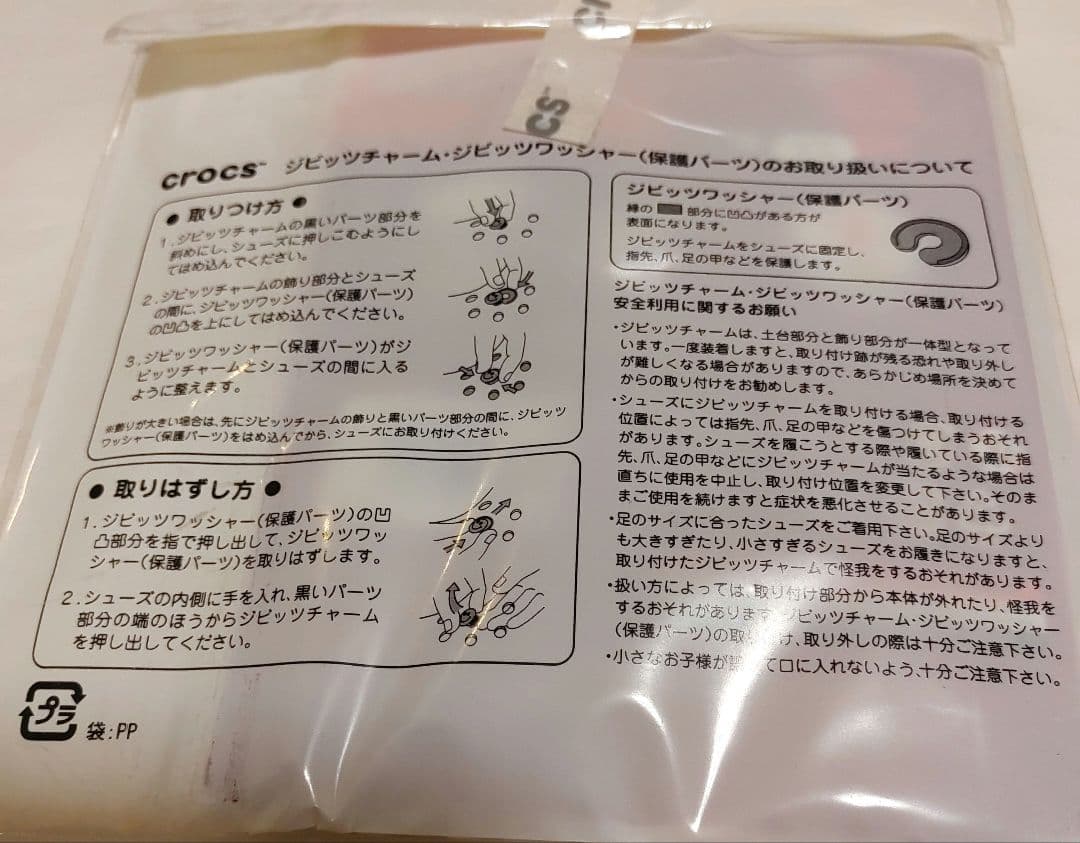 CS
crocs™ ジビッツチャーム・ジビッツワッシャー(保護パーツ)のお取り扱いについて
● 取りつけ方 ●
1.ジビッツチャームの黒いパーツ部分を
斜めにし、シューズに押しこむようにし
てはめ込んでください。
2.ジビッツチャームの飾り部分とシューズ
の間に、ジビッツワッシャー(保護パーツ)
の凹凸を上にしてはめ込んでください。
3.ジビッツワッシャー(保護パーツ)がジ
ビッツチャームとシューズの間に入る
ように整えます。
※飾りが大きい場合は、先にジビッツチャームの飾りと黒いパーツ部分の間に、ジビッツ
ワッシャー(保護パーツ)をはめ込んでから、シューズにお取り付けください。
● 取りはずし方 ●
1.ジビッツワッシャー(保護パーツ)の凹
凸部分を指で押し出して、ジビッツワッ
シャー(保護パーツ)を取りはずします。
2.シューズの内側に手を入れ、黒いパーツ
部分の端のほうからジビッツチャーム
を押し出してください。
プラ
袋:PP
ジビッツワッシャー(保護パーツ)
緑の 部分に凹凸がある方が
表面になります。
ジビッツチャームをシューズに固定し、
指先、爪、足の甲などを保護します。
ジビッツチャーム・ジビッツワッシャー(保護パーツ)
安全利用に関するお願い
・ジビッツチャームは、土台部分と飾り部分が一体型となって
います。一度装着しますと、取り付け跡が残る恐れや取り外し
が難しくなる場合がありますので、あらかじめ場所を決めて
からの取り付けをお勧めします。
・シューズにジビッツチャームを取り付ける場合、取り付ける
位置によっては指先、爪、足の甲などを傷つけてしまうおそれ
があります。シューズを履こうとする際や履いている際に指
先、爪、足の甲などにジビッツチャームが当たるような場合は
直ちに使用を中止し、取り付け位置を変更して下さい。そのま
まご使用を続けますと症状を悪化させることがあります。
・足のサイズに合ったシューズをご着用下さい。足のサイズより
も大きすぎたり、小さすぎるシューズをお履きになりますと、
取り付けたジビッツチャームで怪我をするおそれがあります。
・扱い方によっては、取り付け部分から本体が外れたり、怪我を
するおそれがあります。ジビッツチャーム・ジビッツワッシャー
(保護パーツ)の取り付け、取り外しの際は十分ご注意下さい。
・小さなお子様が誤って口に入れないよう、十分ご注意下さい。